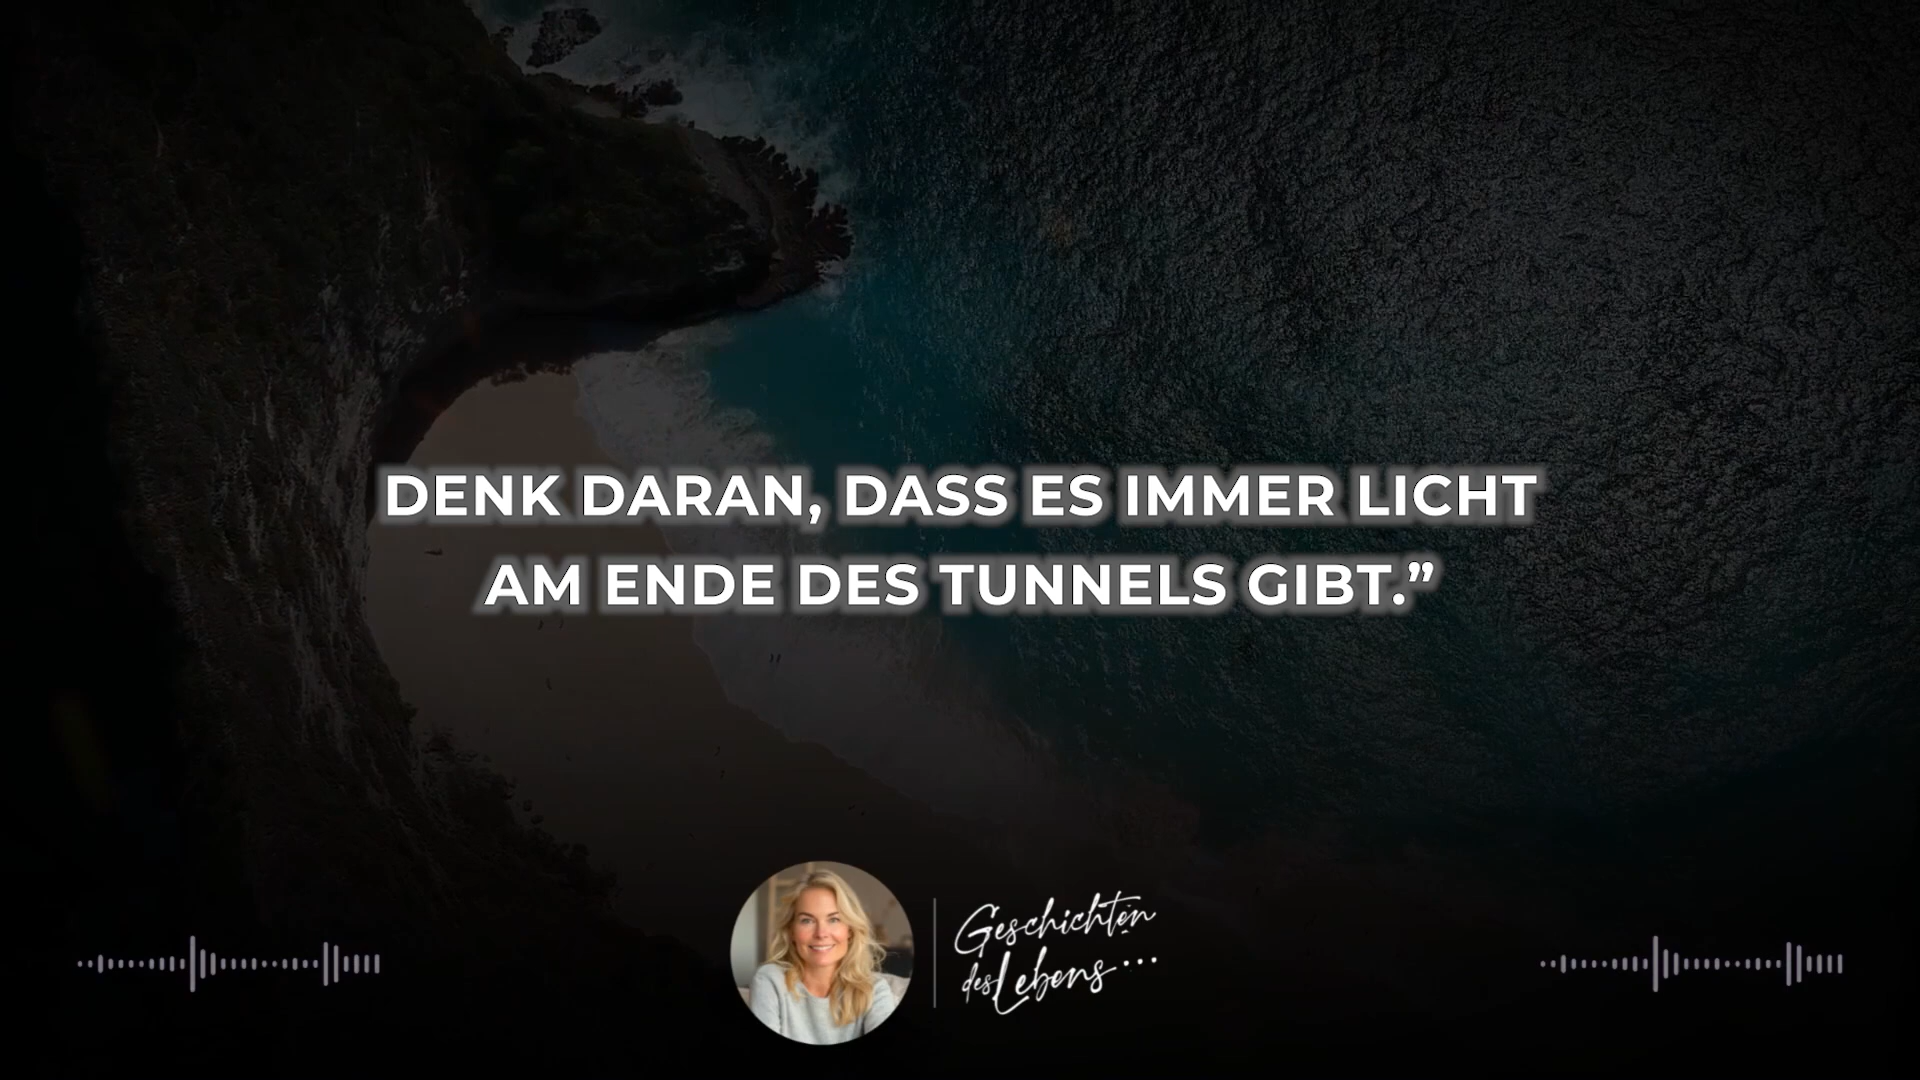 DENK DARAN, DASS ES IMMER LICHT
AM ENDE DES TUNNELS GIBT.”
Geschichten
des Lebens...